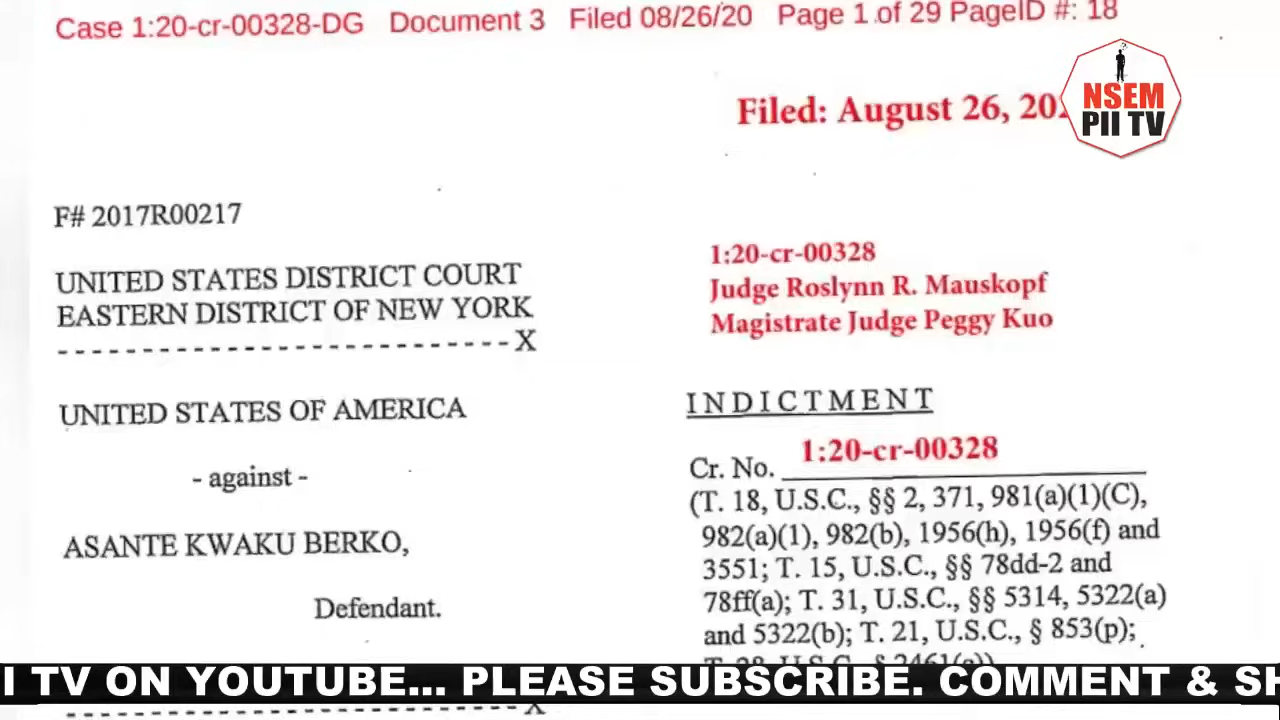 Case 1:20-cr-00328-DG Document 3 Filed 08/26/20 Page 1 of 29 PageID #: 18
NSEM
PII TV
Filed: August 26, 202
F# 2017R00217
UNITED STATES DISTRICT COURT
EASTERN DISTRICT OF NEW YORK
---------------------------X
1:20-cr-00328
Judge Roslynn R. Mauskopf
Magistrate Judge Peggy Kuo
UNITED STATES OF AMERICA
- against -
ASANTE KWAKU BERKO,
Defendant.
INDICTMENT
Cr. No. 1:20-cr-00328
(T. 18, U.S.C., §§ 2, 371, 981(a)(1)(C),
982(a)(1), 982(b), 1956(h), 1956(f) and
3551; T. 15, U.S.C., §§ 78dd-2 and
78ff(a); T. 31, U.S.C., §§ 5314, 5322(a)
and 5322(b); T. 21, U.S.C., § 853(p);
T. 28, U.S.C., § 2461(c))
I TV ON YOUTUBE... PLEASE SUBSCRIBE. COMMENT & SH
---------------------------X